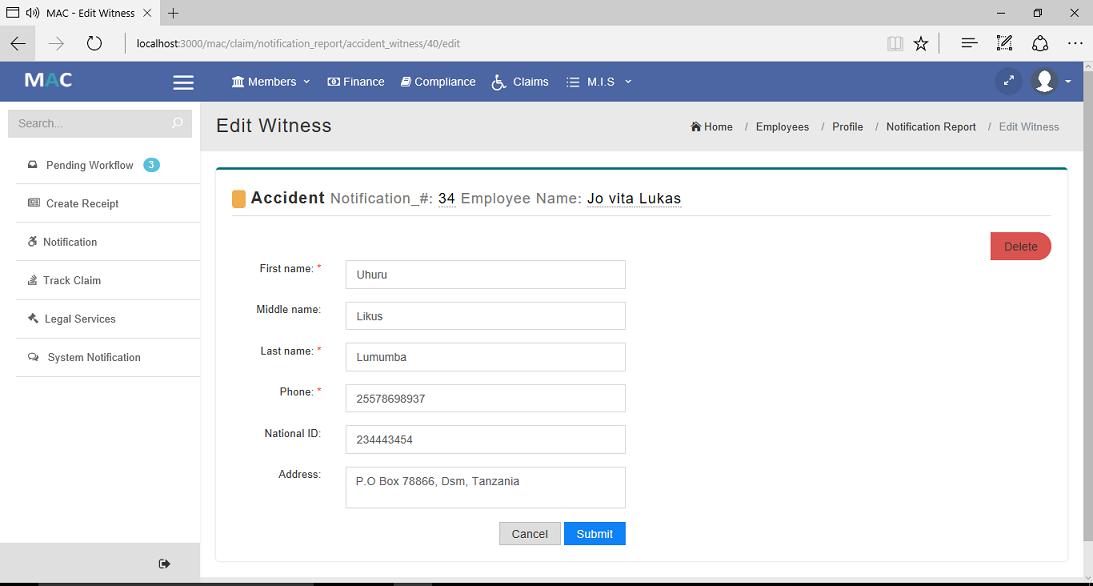 MAC - Edit Witness
localhost:3000/mac/claim/notification_report/accident_witness/40/edit
MAC Members Finance Compliance Claims M.I.S
Search...
Edit Witness
Home / Employees / Profile / Notification Report / Edit Witness
Pending Workflow 3
Create Receipt
Notification
Track Claim
Legal Services
System Notification
Accident Notification_#: 34 Employee Name: Jo vita Lukas
Delete
First name: * Uhuru
Middle name: Likus
Last name: * Lumumba
Phone: * 25578698937
National ID: 234443454
Address: P.O Box 78866, Dsm, Tanzania
Cancel Submit